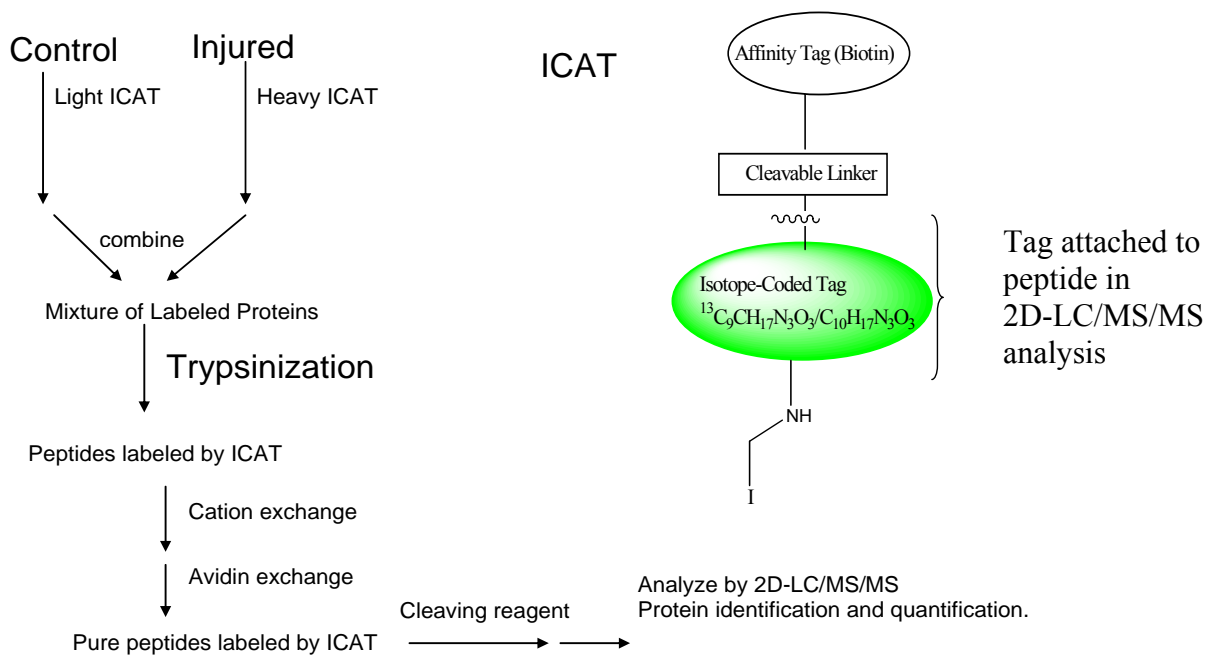 Control
Injured
Light ICAT
Heavy ICAT
combine
Mixture of Labeled Proteins
Trypsinization
Peptides labeled by ICAT
Cation exchange
Avidin exchange
Pure peptides labeled by ICAT
Cleaving reagent
Analyze by 2D-LC/MS/MS
Protein identification and quantification.
ICAT
Affinity Tag (Biotin)
Cleavable Linker
Isotope-Coded Tag
¹³C₉CH₁₇N₃O₃/C₁₀H₁₇N₃O₃
NH
I
Tag attached to
peptide in
2D-LC/MS/MS
analysis